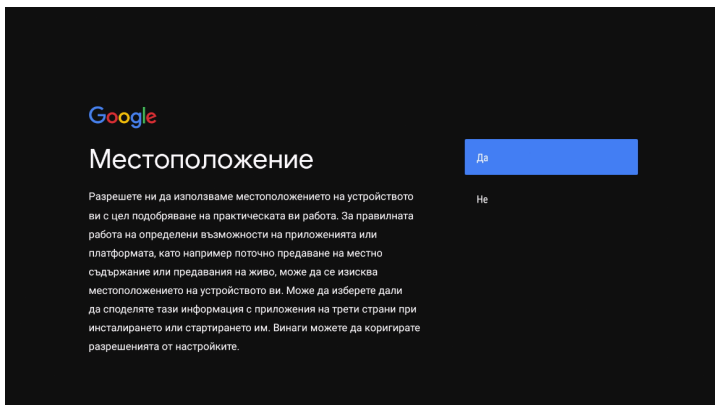 Google
Местоположение
Разрешете ни да използваме местоположението на устройството
ви с цел подобряване на практическата ви работа. За правилната
работа на определени възможности на приложенията или
платформата, като например поточно предаване на местно
съдържание или предавания на живо, може да се изисква
местоположението на устройството ви. Може да изберете дали
да споделяте тази информация с приложения на трети страни при
инсталирането или стартирането им. Винаги можете да коригирате
разрешенията от настройките.
Да
Не